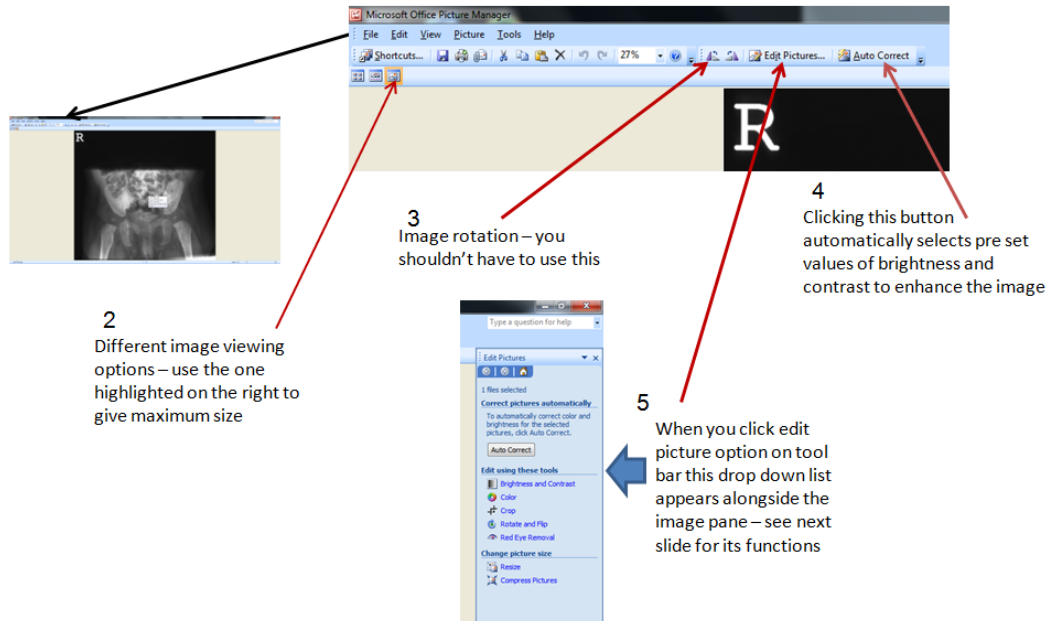 Microsoft Office Picture Manager
File Edit View Picture Tools Help
Shortcuts... 27% Edit Pictures... Auto Correct
R
R
2
Different image viewing
options – use the one
highlighted on the right to
give maximum size
3
Image rotation – you
shouldn't have to use this
4
Clicking this button
automatically selects pre set
values of brightness and
contrast to enhance the image
Type a question for help
Edit Pictures
1 files selected
Correct pictures automatically
To automatically correct color and
brightness for the selected
pictures, click Auto Correct.
Auto Correct
Edit using these tools
Brightness and Contrast
Color
Crop
Rotate and Flip
Red Eye Removal
Change picture size
Resize
Compress Pictures
5
When you click edit
picture option on tool
bar this drop down list
appears alongside the
image pane – see next
slide for its functions